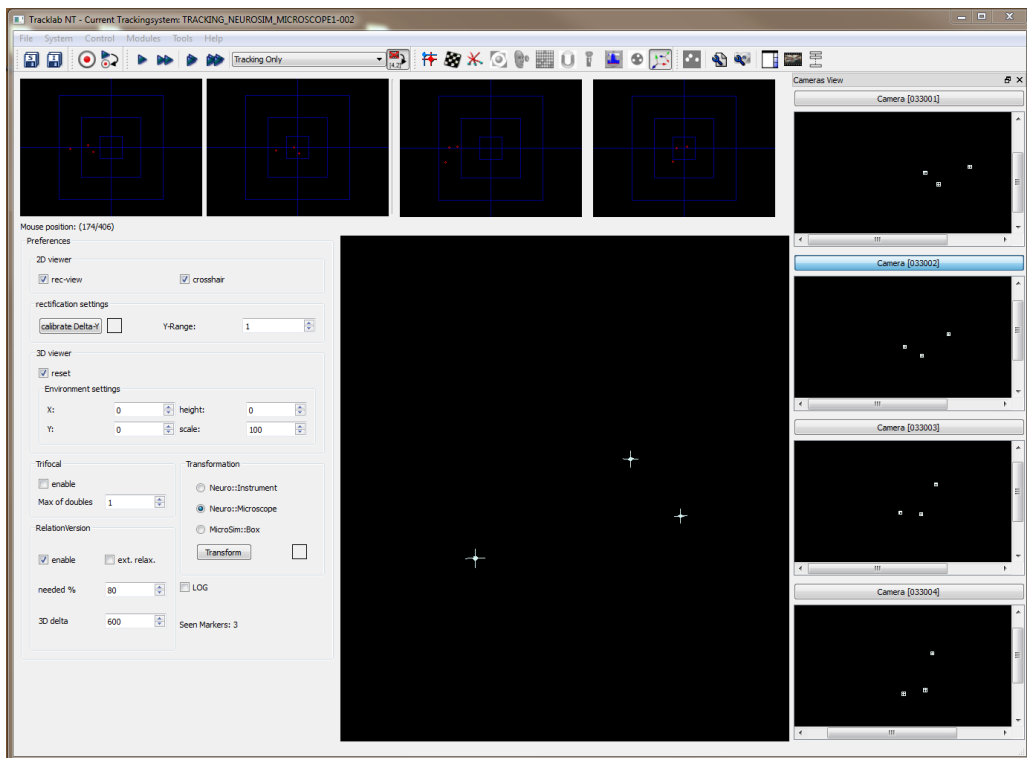 Tracklab NT - Current Trackingsystem: TRACKING_NEUROSIM_MICROSCOPE1-002
File System Control Modules Tools Help
Tracking Only
Cameras View
Camera [033001]
Mouse position: (174/406)
Preferences
2D viewer
rec-view crosshair
Camera [033002]
rectification settings
calibrate Delta-Y Y-Range: 1
3D viewer
reset
Environment settings
X: 0 height: 0
Y: 0 scale: 100
Camera [033003]
Trifocal Transformation
enable
Neuro::Instrument
Max of doubles 1
Neuro::Microscope
RelationVersion
MicroSim::Box
enable ext. relax. Transform
needed % 80 LOG
Camera [033004]
3D delta 600 Seen Markers: 3